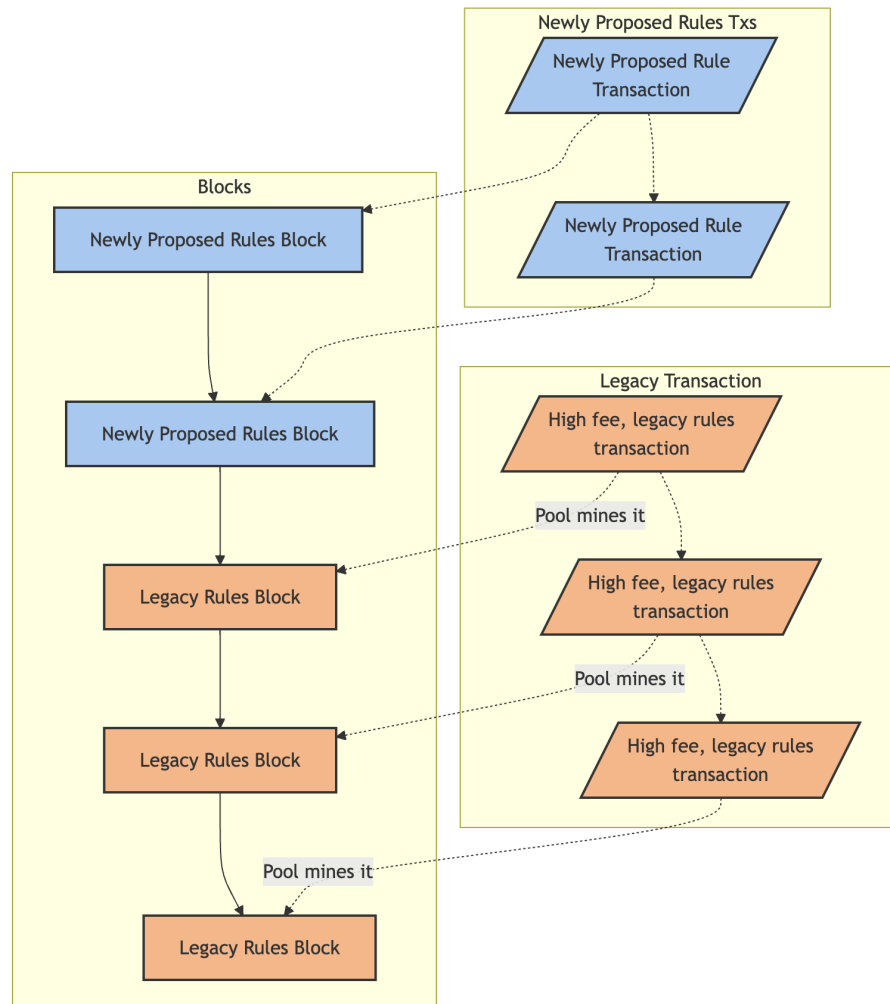 Newly Proposed Rules Txs
Newly Proposed Rule
Transaction
Newly Proposed Rule
Transaction
Blocks
Newly Proposed Rules Block
Newly Proposed Rules Block
Legacy Rules Block
Legacy Rules Block
Legacy Rules Block
Legacy Transaction
High fee, legacy rules
transaction
Pool mines it
High fee, legacy rules
transaction
Pool mines it
High fee, legacy rules
transaction
Pool mines it